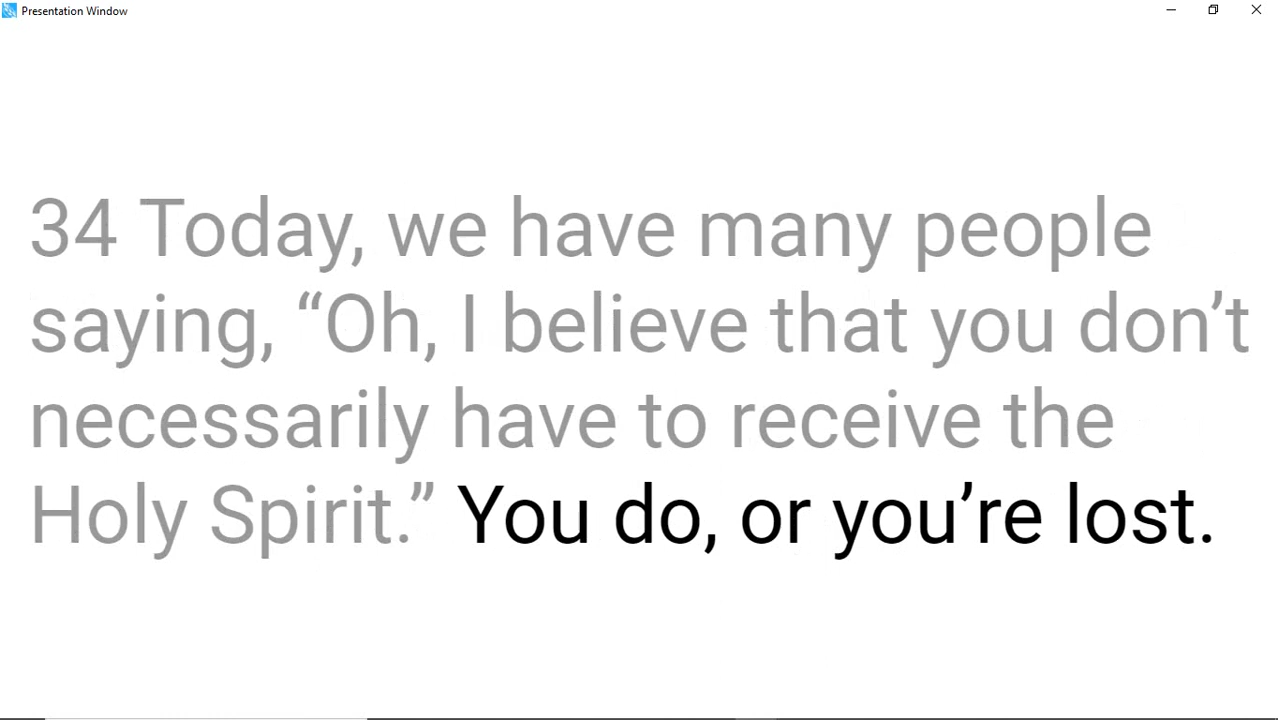 Presentation Window
34 Today, we have many people
saying, “Oh, I believe that you don’t
necessarily have to receive the
Holy Spirit.” You do, or you’re lost.